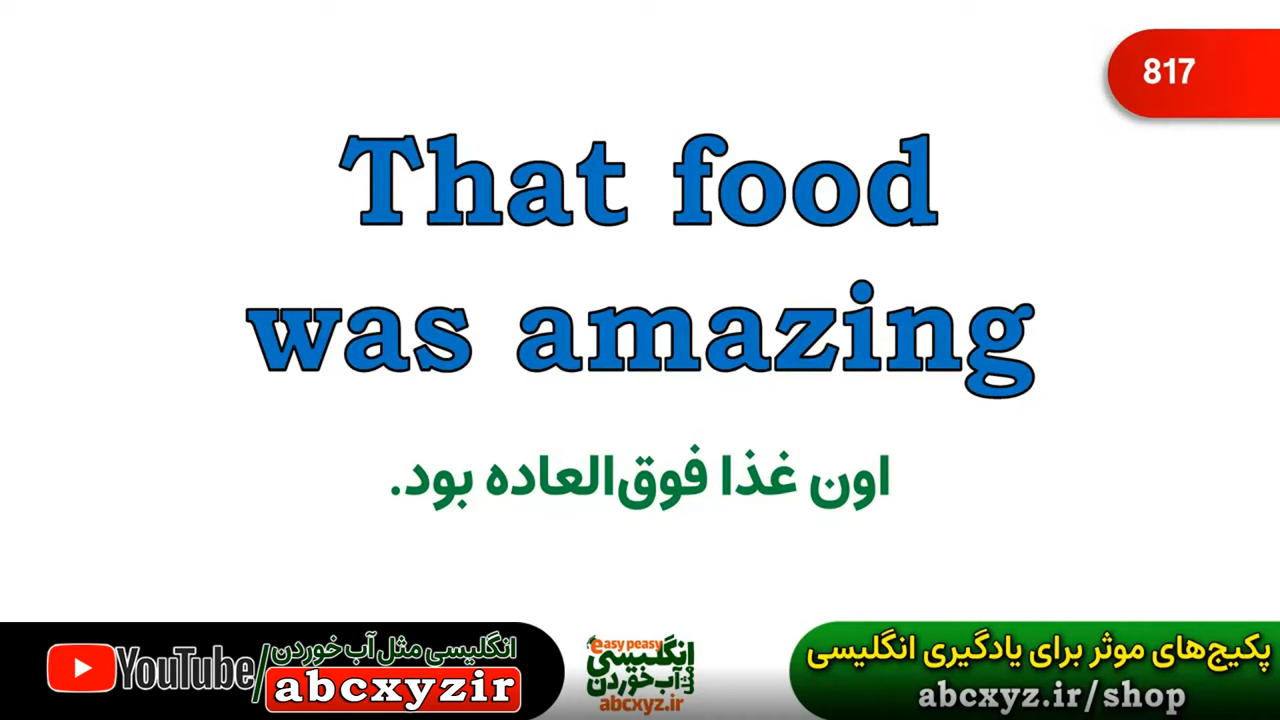 817
That food
was amazing
اون غذا فوق‌العاده بود.
YouTube/
انگلیسی مثل آب خوردن
abcxyzir
easy peasy
انگلیسی
مثل
آب خوردن
abcxyz.ir
پکیج‌های موثر برای یادگیری انگلیسی
abcxyz.ir/shop